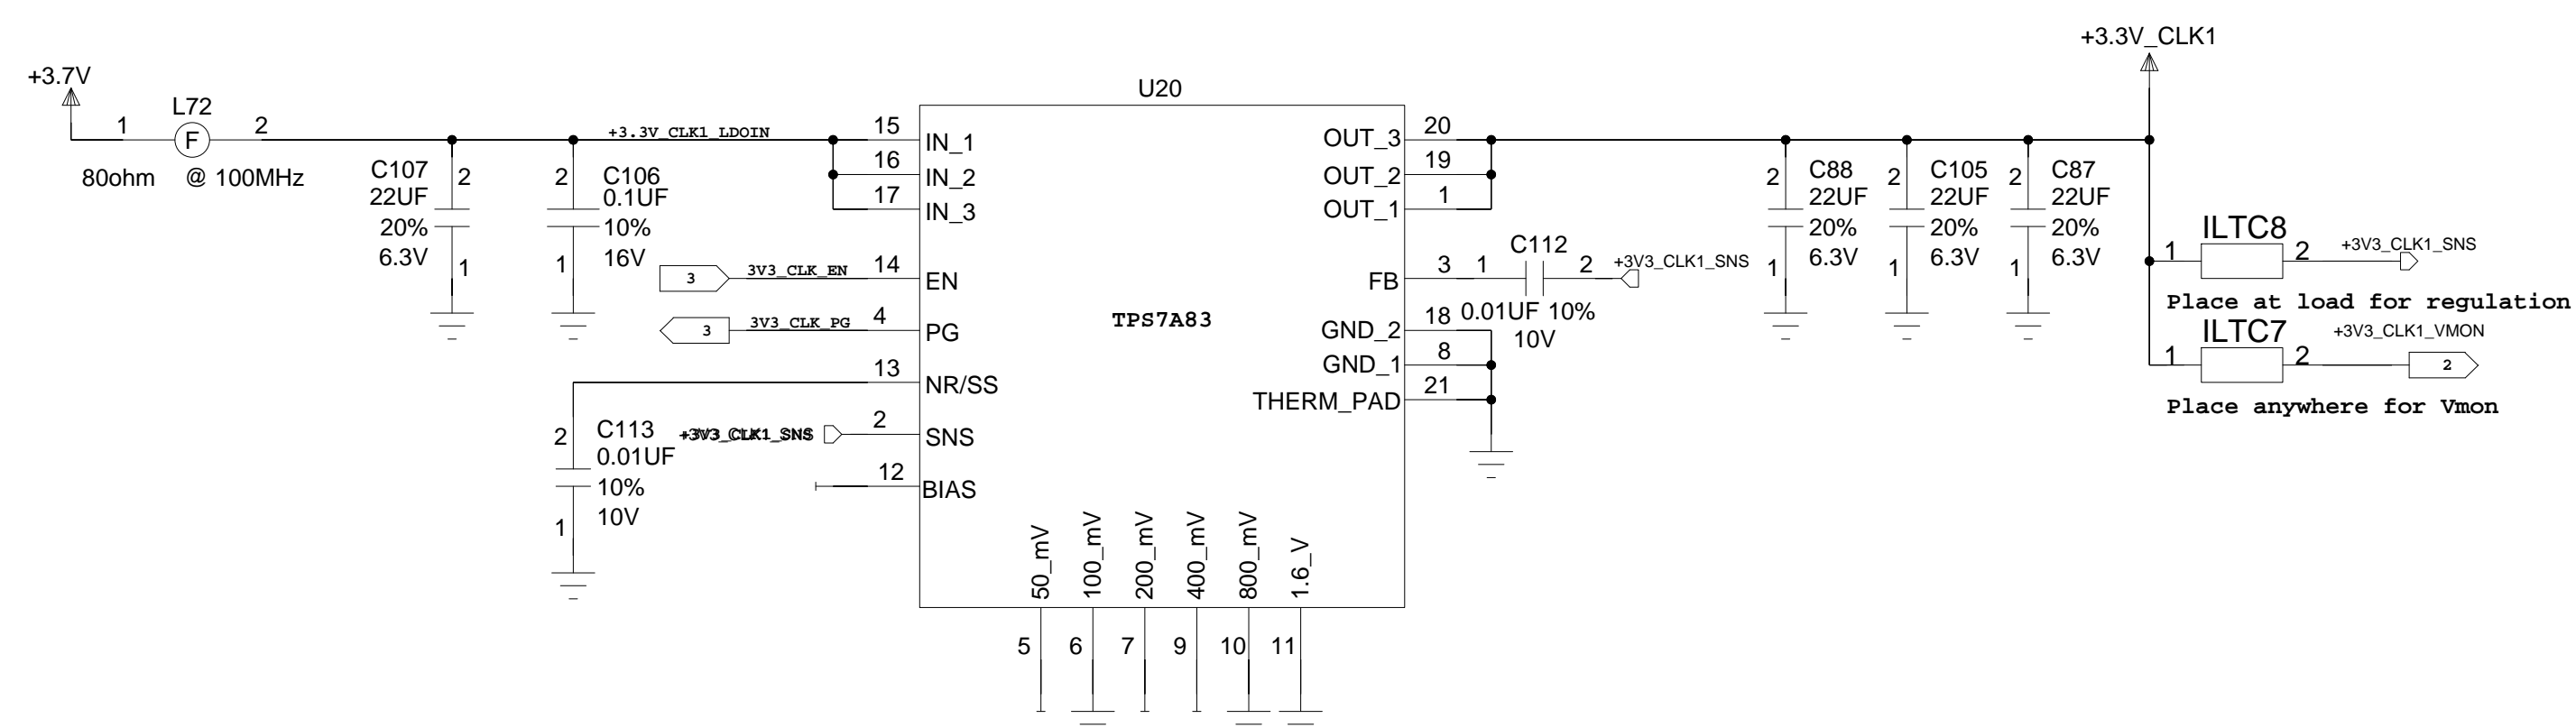 +3.7V
1
L72
F
2
80ohm @ 100MHz
C107
22UF
20%
6.3V
2
1
2
1
C106
0.1UF
10%
16V
+3.3V_CLK1_LDOIN
3
3V3_CLK_EN
3
3V3_CLK_PG
2
1
C113
0.01UF
10%
10V
+3V3_CLK1_SNS
U20
TPS7A83
15 IN_1
16 IN_2
17 IN_3
14 EN
4 PG
13 NR/SS
2 SNS
12 BIAS
50_mV
100_mV
200_mV
400_mV
800_mV
1.6_V
5
6
7
9
10
11
OUT_3 20
OUT_2 19
OUT_1 1
FB 3
GND_2 18
GND_1 8
THERM_PAD 21
1
C112
2
+3V3_CLK1_SNS
0.01UF 10%
10V
2
1
C88
22UF
20%
6.3V
2
1
C105
22UF
20%
6.3V
2
1
C87
22UF
20%
6.3V
+3.3V_CLK1
1
ILTC8
2
+3V3_CLK1_SNS
Place at load for regulation
1
ILTC7
2
+3V3_CLK1_VMON
2
Place anywhere for Vmon